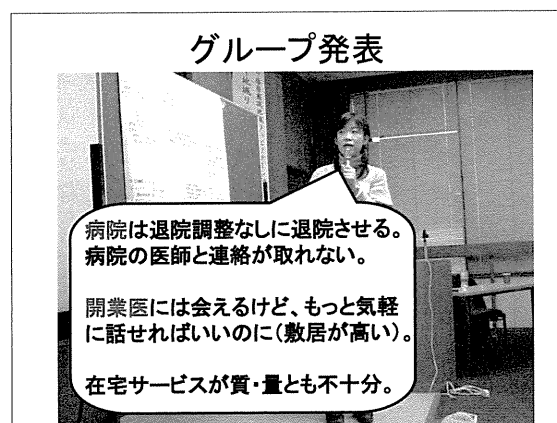 グループ発表
病院は退院調整なしに退院させる。
病院の医師と連絡が取れない。
開業医には会えるけど、もっと気軽
に話せればいいのに(敷居が高い)。
在宅サービスが質・量とも不十分。